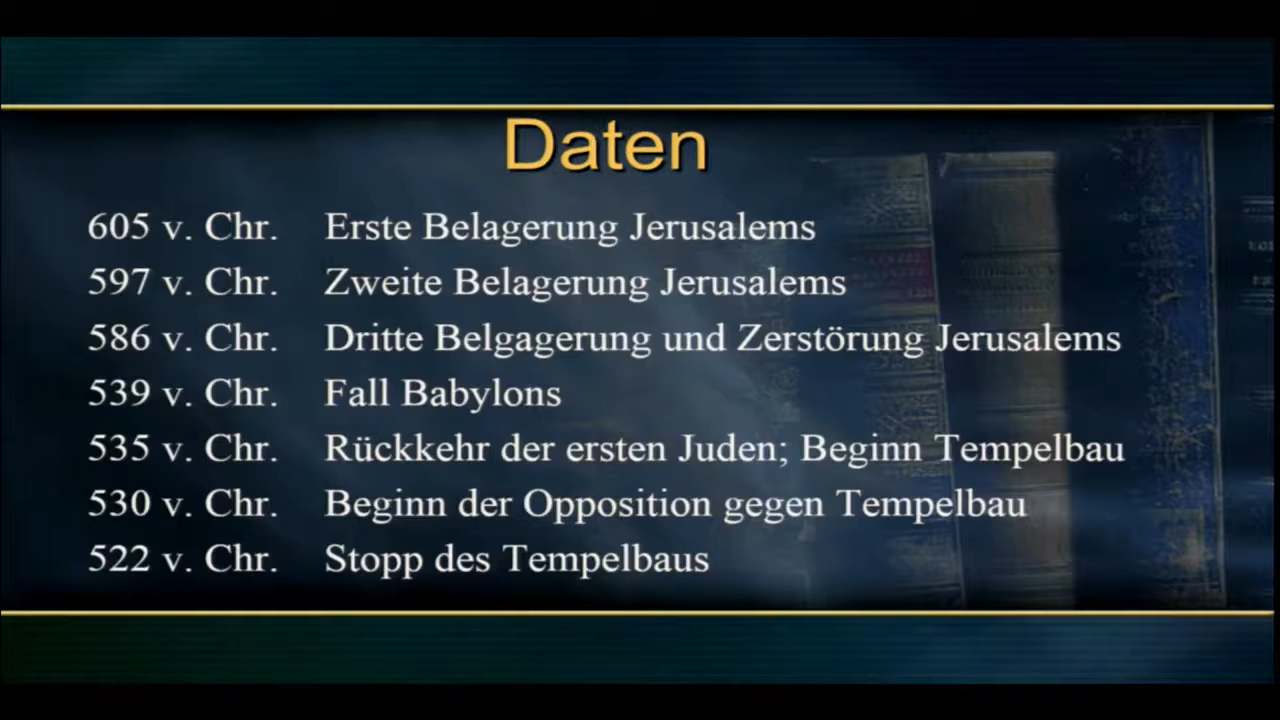 Daten
605 v. Chr. Erste Belagerung Jerusalems
597 v. Chr. Zweite Belagerung Jerusalems
586 v. Chr. Dritte Belgagerung und Zerstörung Jerusalems
539 v. Chr. Fall Babylons
535 v. Chr. Rückkehr der ersten Juden; Beginn Tempelbau
530 v. Chr. Beginn der Opposition gegen Tempelbau
522 v. Chr. Stopp des Tempelbaus